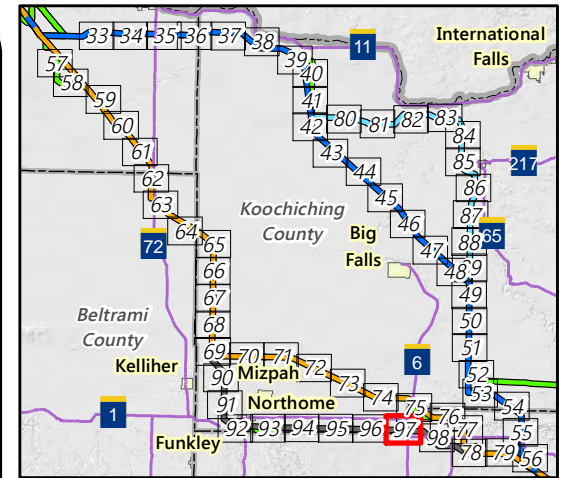 33 34 35 36 37 38 39 40 41 42
International
Falls
11
57 58 59 60 61 62 63 64 65 66 67 68 69
80 81 82 83 84 85 86 87 88 89
217
43 44 45 46 47 48 49 50 51 52 53 54 55 56
Koochiching
County
65
72
Big
Falls
Beltrami
County
6
Kelliher
Mizpah
70 71 72 73 74 75 76 77 78 79
Northome
90 91 92 93 94 95 96 97 98
1
Funkley